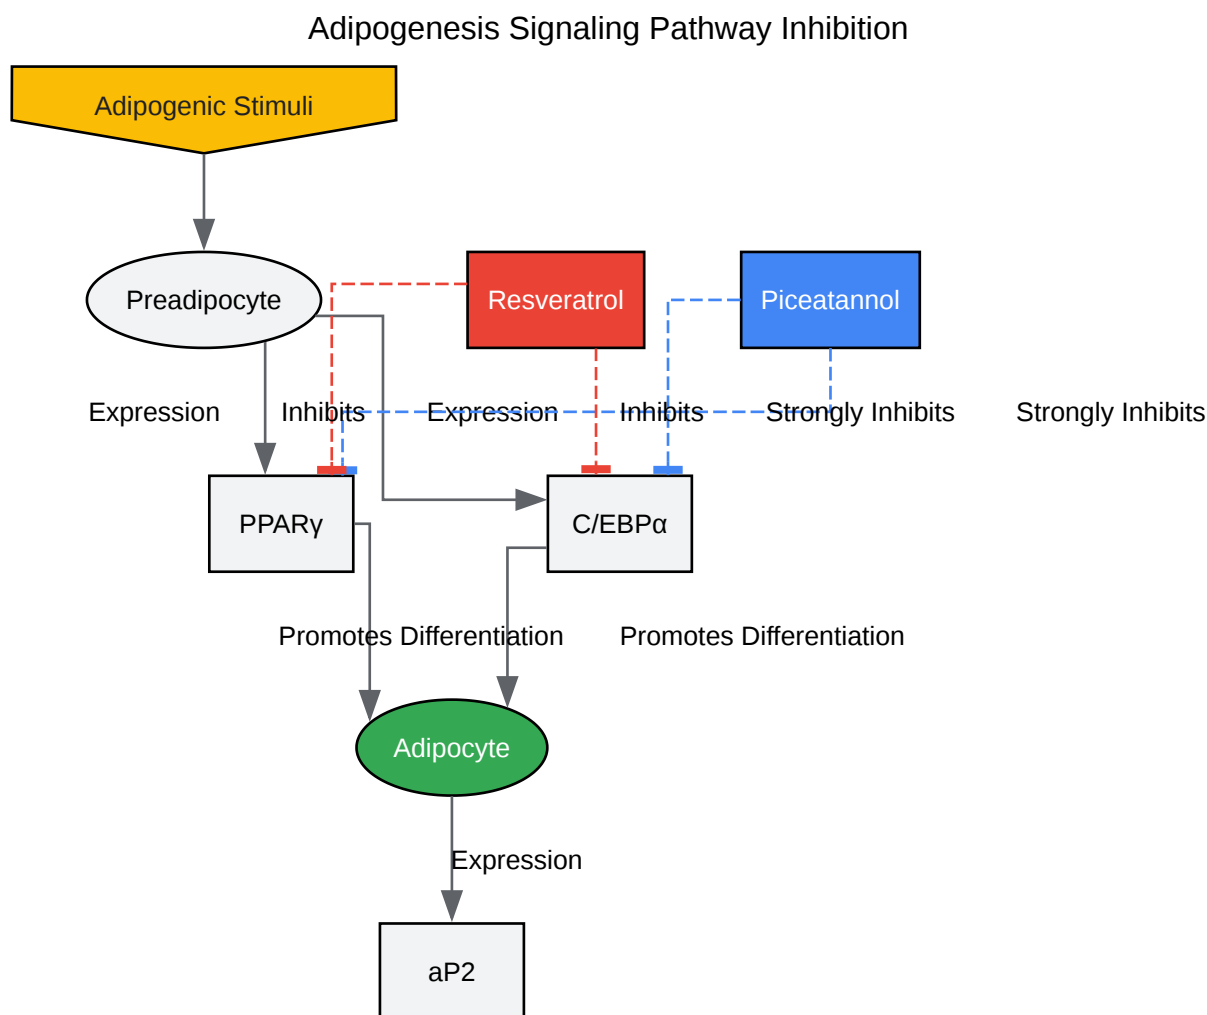 Adipogenesis Signaling Pathway Inhibition
Adipogenic Stimuli
Preadipocyte
Resveratrol
Piceatannol
Expression
Inhibits
Expression
Inhibits
Strongly Inhibits
Strongly Inhibits
PPARγ
C/EBPα
Promotes Differentiation
Promotes Differentiation
Adipocyte
Expression
aP2